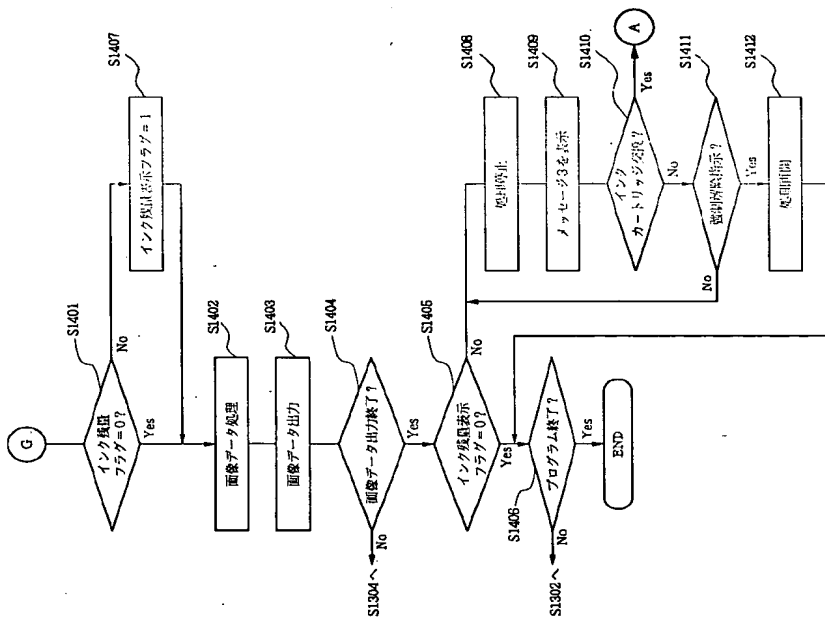 G
S1401
インク残量
フラグ=0?
No
Yes
S1407
インク残量表示フラグ=1
S1402
画像データ処理
S1403
画像データ出力
S1404
画像データ出力終了?
No
S1304へ
Yes
S1405
インク残量表示
フラグ=0?
No
Yes
S1406
プログラム終了?
No
S1302へ
Yes
END
S1408
処理停止
S1409
メッセージ3を表示
S1410
インク
カートリッジ交換?
Yes
A
No
S1411
強制解除指示?
No
Yes
S1412
処理再開